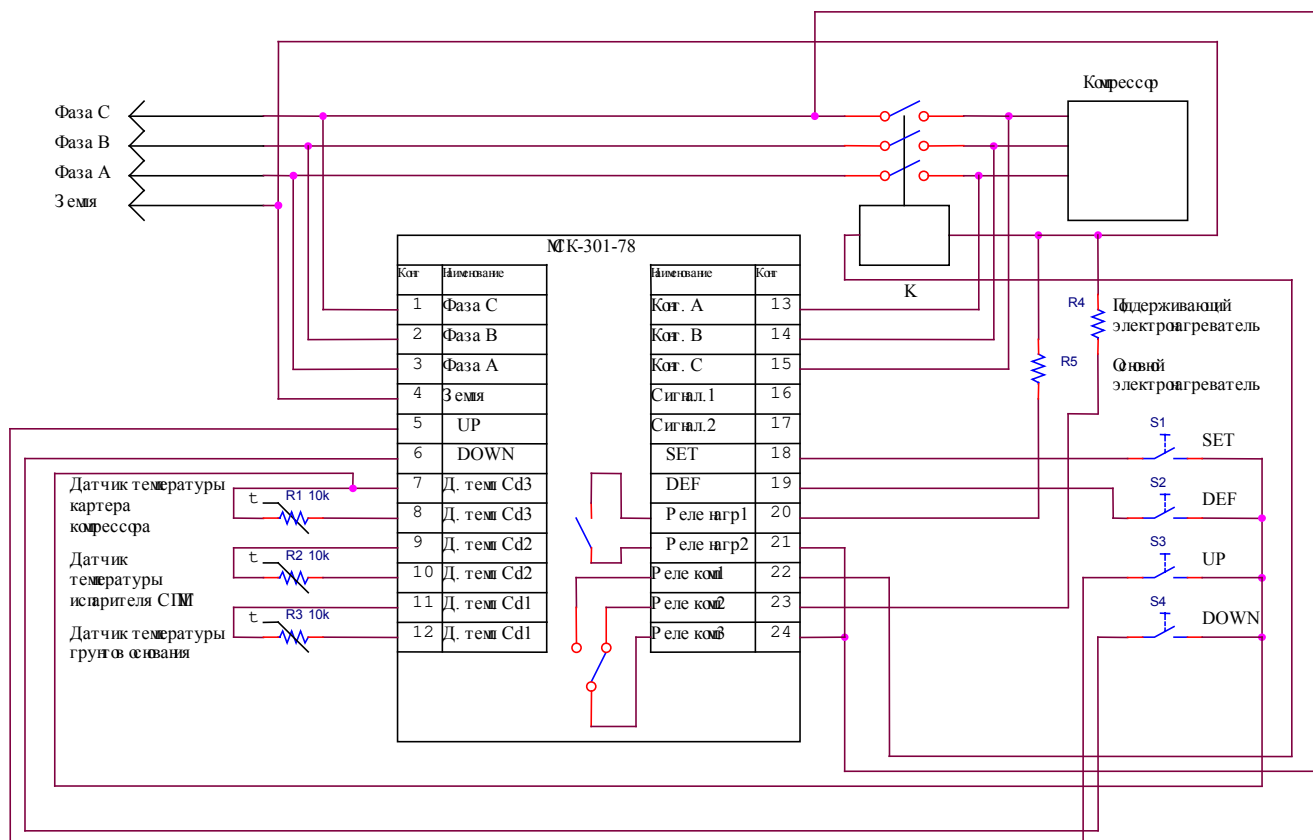 Компрессор
Фаза C
Фаза B
Фаза А
Земля
МСК-301-78
Конт Наименование Наименование Конт
K
1 Фаза C Конт. A 13
2 Фаза B Конт. B 14
3 Фаза А Конт. C 15
4 Земля Сигнал.1 16
5 UP Сигнал.2 17
6 DOWN SET 18
7 Д. темп Cd3 DEF 19
8 Д. темп Cd3 Реле нагр1 20
9 Д. темп Cd2 Реле нагр2 21
10 Д. темп Cd2 Реле комп1 22
11 Д. темп Cd1 Реле комп2 23
12 Д. темп Cd1 Реле комп3 24
R4 Поддерживающий
электронагреватель
R5 Основной
электронагреватель
S1 SET
S2 DEF
S3 UP
S4 DOWN
Датчик температуры
картера
компрессора
t R1 10k
Датчик
температуры
испарителя СПМИ
t R2 10k
Датчик температуры
грунтов основания
t R3 10k